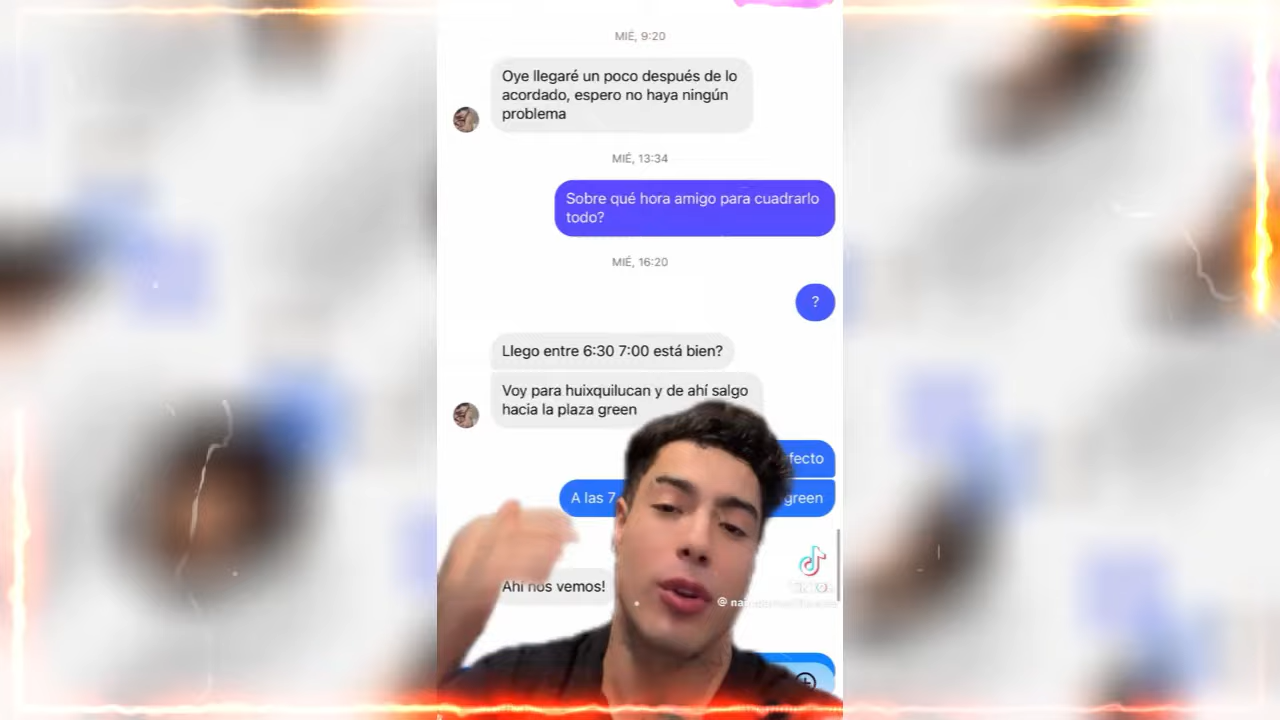 MIÉ, 9:20
Oye llegaré un poco después de lo
acordado, espero no haya ningún
problema
MIÉ, 13:34
Sobre qué hora amigo para cuadrarlo
todo?
MIÉ, 16:20
?
Llego entre 6:30 7:00 está bien?
Voy para huixquilucan y de ahí salgo
hacia la plaza green
fecto
A las 7 green
Ahí nos vemos!
TikTok